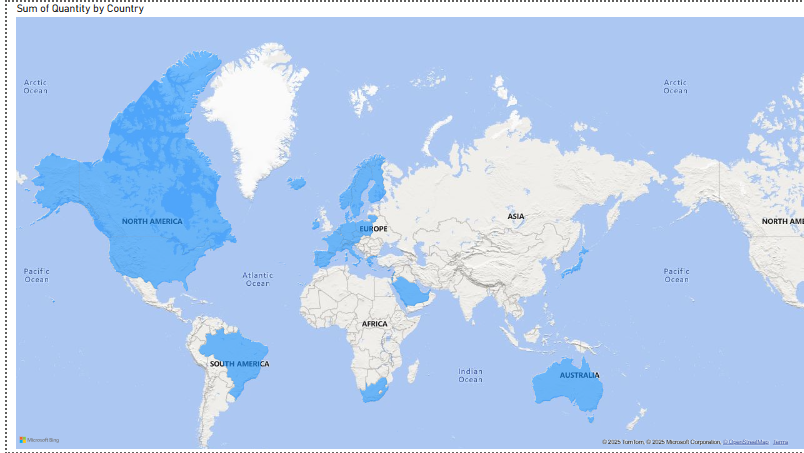 Sum of Quantity by Country
Arctic
Ocean
Arctic
Ocean
NORTH AMERICA
ASIA
NORTH AME
EUROPE
Pacific
Ocean
Atlantic
Ocean
Pacific
Ocean
AFRICA
SOUTH AMERICA
Indian
Ocean
AUSTRALIA
Microsoft Bing
© 2025 TomTom, © 2025 Microsoft Corporation, © OpenStreetMap Terms